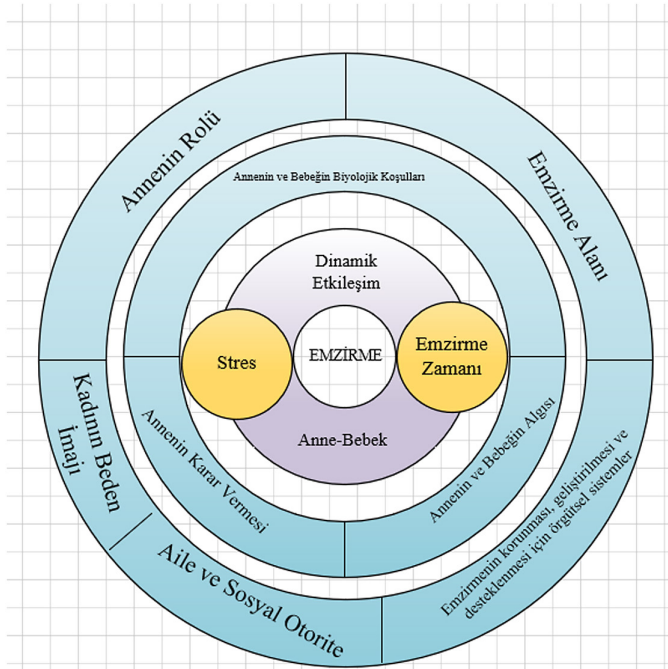 Annenin Rolü
Emzirme Alanı
Annenin ve Bebeğin Biyolojik Koşulları
Dinamik
Etkileşim
Stres
EMZİRME
Emzirme
Zamanı
Anne-Bebek
Kadının Beden
İmajı
Annenin Karar Vermesi
Annenin ve Bebeğin Algısı
Aile ve Sosyal Otorite
Emzirmenin korunması, geliştirilmesi ve
desteklenmesi için örgütsel sistemler